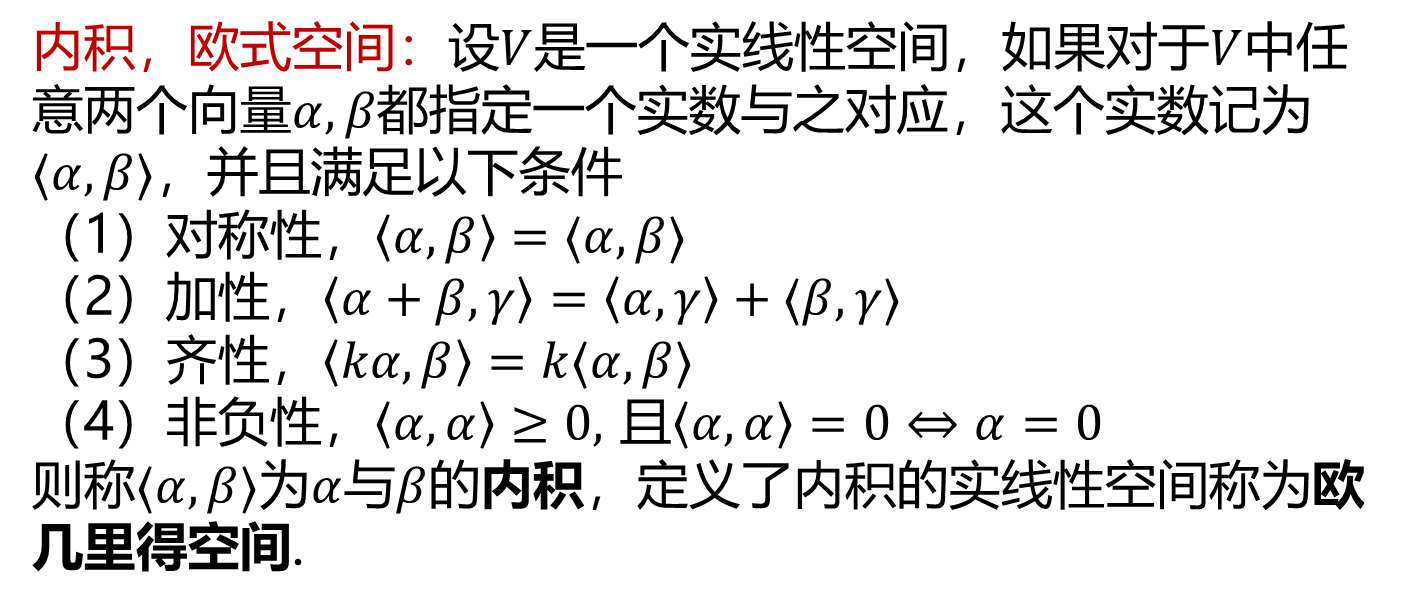 内积，欧式空间：设V是一个实线性空间，如果对于V中任
意两个向量α, β都指定一个实数与之对应，这个实数记为
⟨α, β⟩，并且满足以下条件
（1）对称性，⟨α, β⟩ = ⟨α, β⟩
（2）加性，⟨α + β, γ⟩ = ⟨α, γ⟩ + ⟨β, γ⟩
（3）齐性，⟨kα, β⟩ = k⟨α, β⟩
（4）非负性，⟨α, α⟩ ≥ 0, 且⟨α, α⟩ = 0 ⇔ α = 0
则称⟨α, β⟩为α与β的内积，定义了内积的实线性空间称为欧
几里得空间.